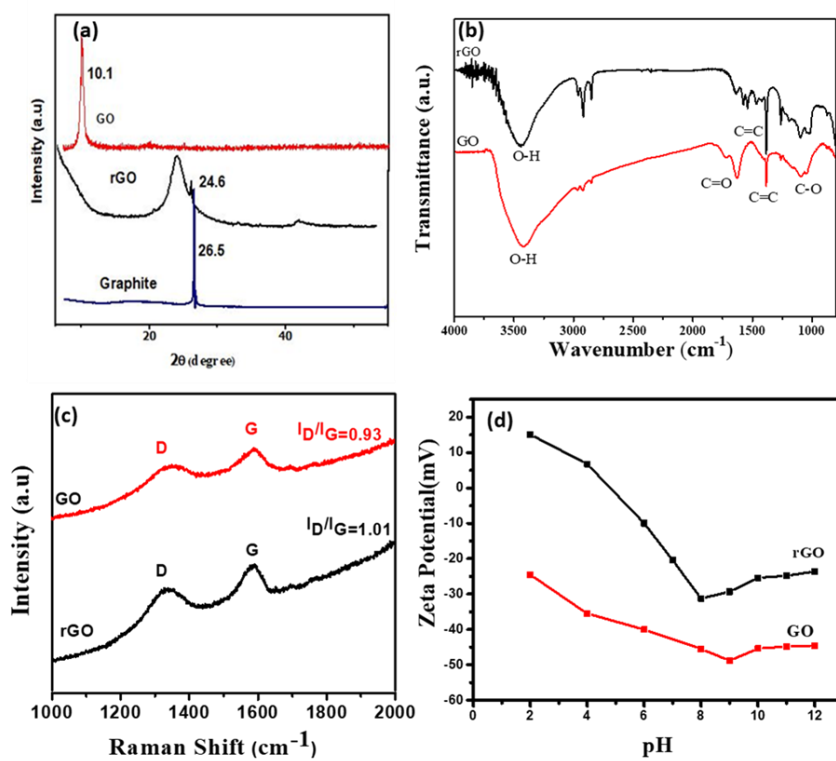 (a)
10.1
GO
rGO
24.6
26.5
Graphite
Intensity (a.u)
20
40
2θ (degree)
(b)
rGO
GO
O-H
O-H
C=O
C=C
C=C
C-O
Transmittance (a.u.)
4000 3500 3000 2500 2000 1500 1000
Wavenumber (cm-1)
(c)
D
G
ID/IG=0.93
GO
D
G
ID/IG=1.01
rGO
Intensity (a.u)
1000 1200 1400 1600 1800 2000
Raman Shift (cm-1)
(d)
20
10
0
-10
-20
-30
-40
-50
-60
Zeta Potential(mV)
rGO
GO
0 2 4 6 8 10 12
pH